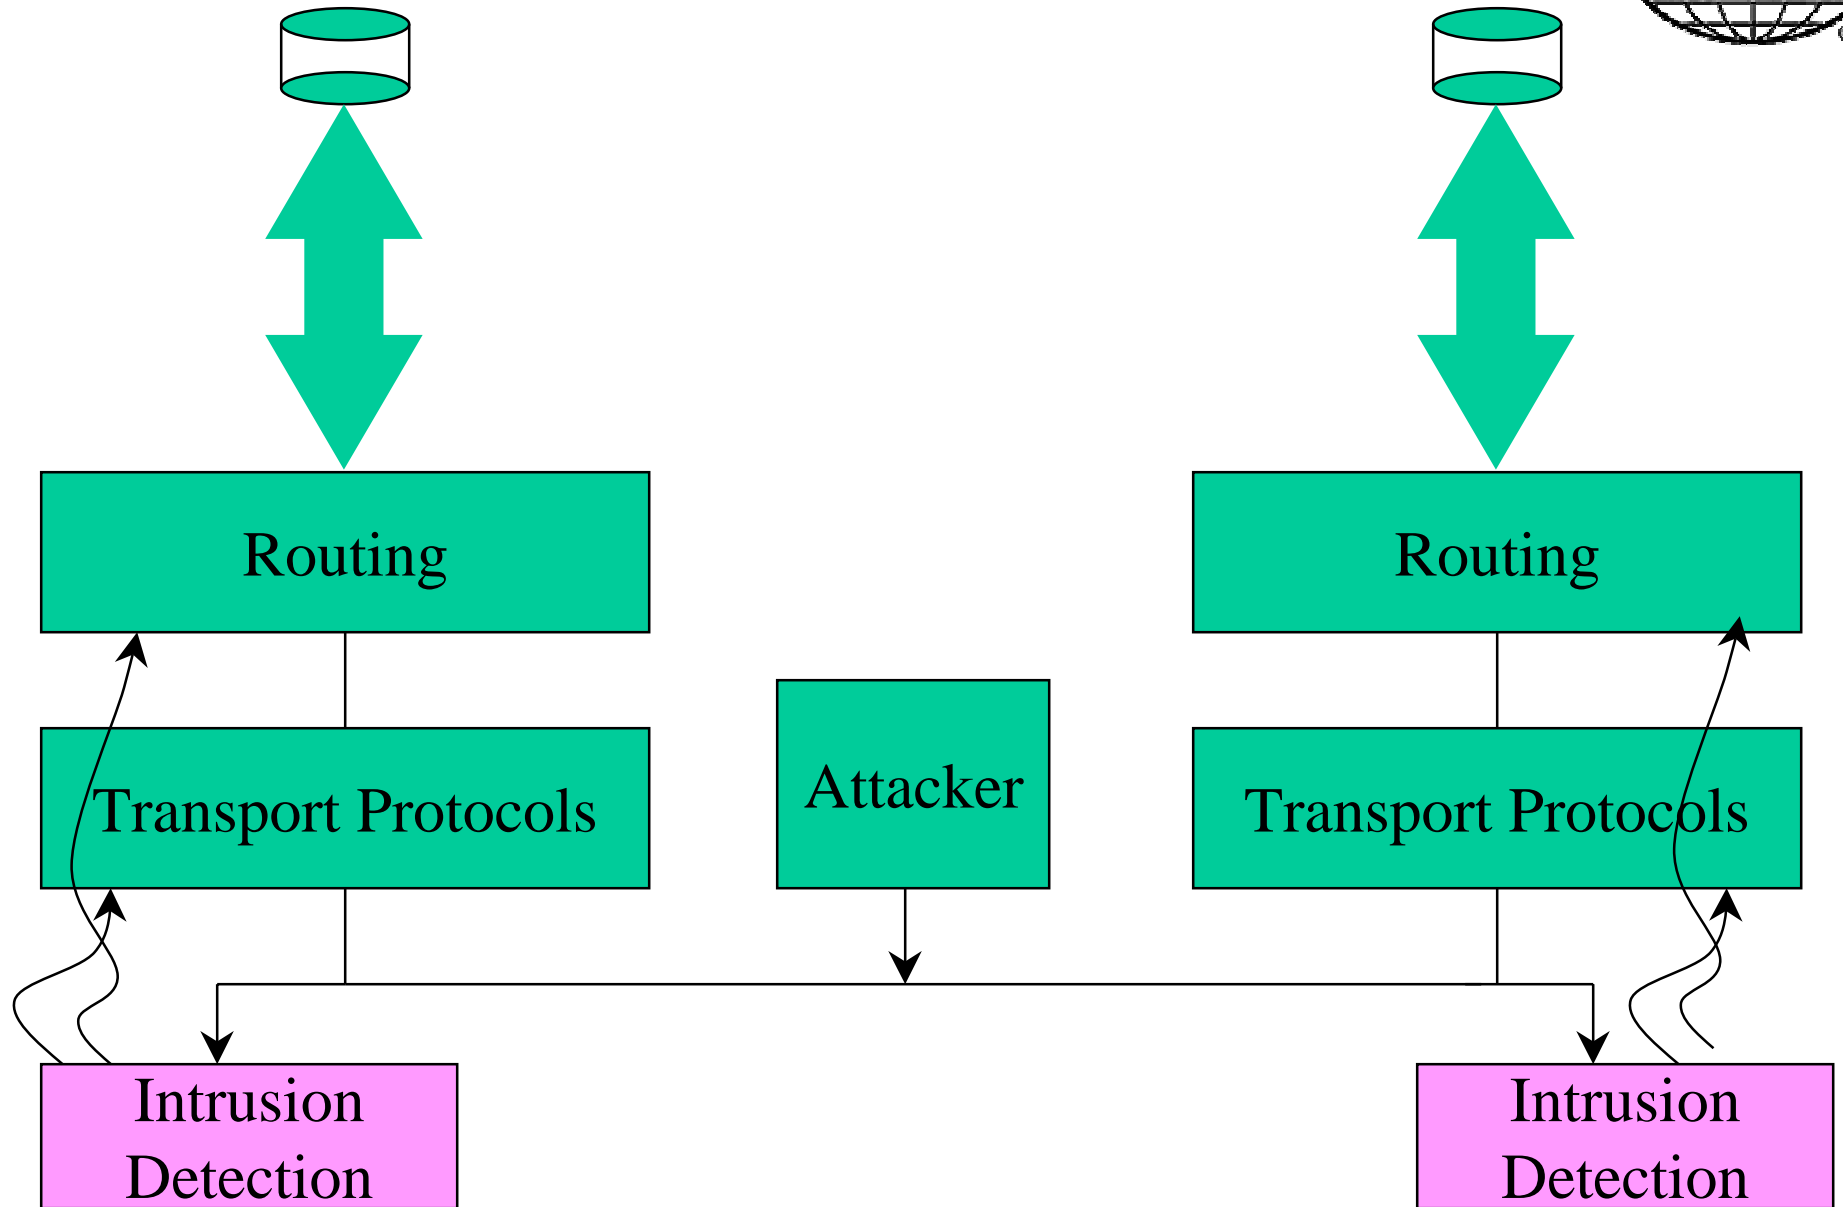 Routing
Routing
Attacker
Transport Protocols
Transport Protocols
Intrusion
Detection
Intrusion
Detection